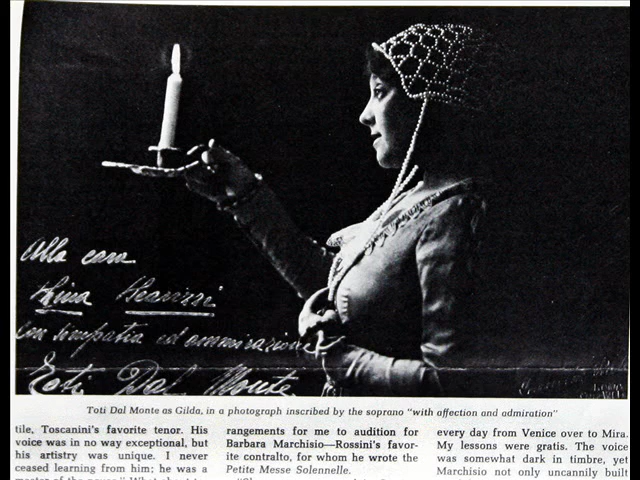 Alla cara
con simpatia ed ammirazione
Toti Dal Monte
Toti Dal Monte as Gilda, in a photograph inscribed by the soprano "with affection and admiration"
tile, Toscanini's favorite tenor. His
voice was in no way exceptional, but
his artistry was unique. I never
ceased learning from him; he was a
rangements for me to audition for
Barbara Marchisio—Rossini's favor-
ite contralto, for whom he wrote the
Petite Messe Solennelle.
every day from Venice over to Mira.
My lessons were gratis. The voice
was somewhat dark in timbre, yet
Marchisio not only uncannily built